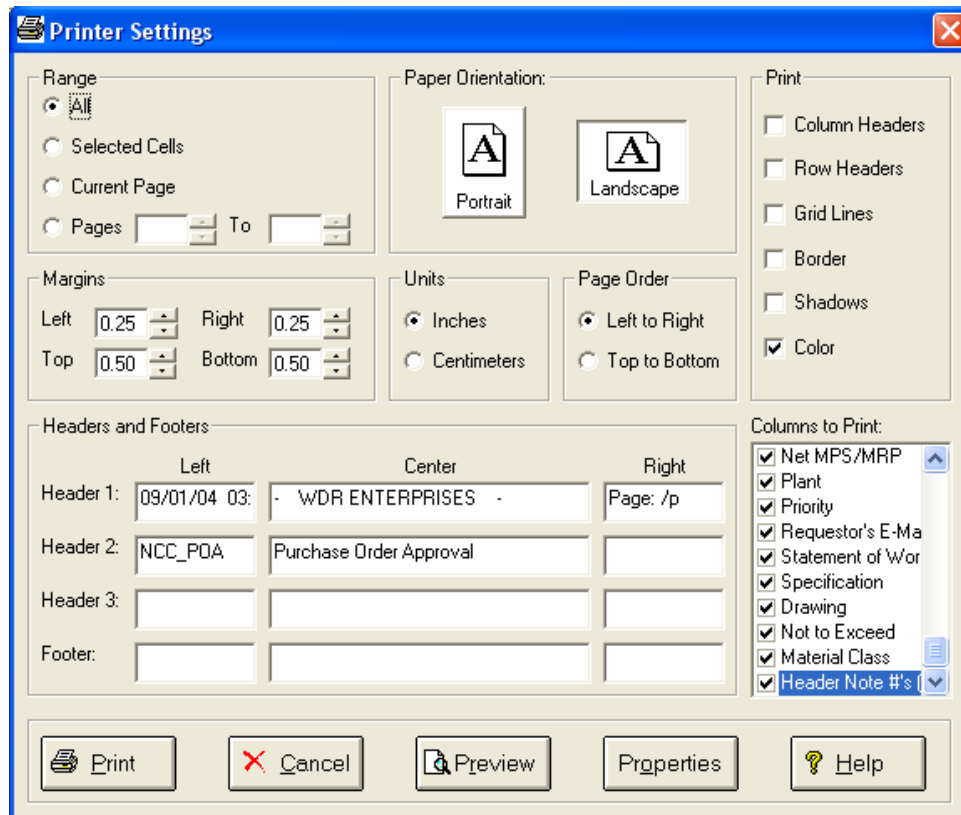 Printer Settings
Range
All
Selected Cells
Current Page
Pages To
Paper Orientation:
A
Portrait
A
Landscape
Print
Column Headers
Row Headers
Grid Lines
Border
Shadows
Color
Margins
Left 0.25 Right 0.25
Top 0.50 Bottom 0.50
Units
Inches
Centimeters
Page Order
Left to Right
Top to Bottom
Headers and Footers
Left Center Right
Header 1: 09/01/04 03: - WDR ENTERPRISES - Page: /p
Header 2: NCC_POA Purchase Order Approval
Header 3:
Footer:
Columns to Print:
Net MPS/MRP
Plant
Priority
Requestor's E-Ma
Statement of Wor
Specification
Drawing
Not to Exceed
Material Class
Header Note #'s (
Print Cancel Preview Properties Help